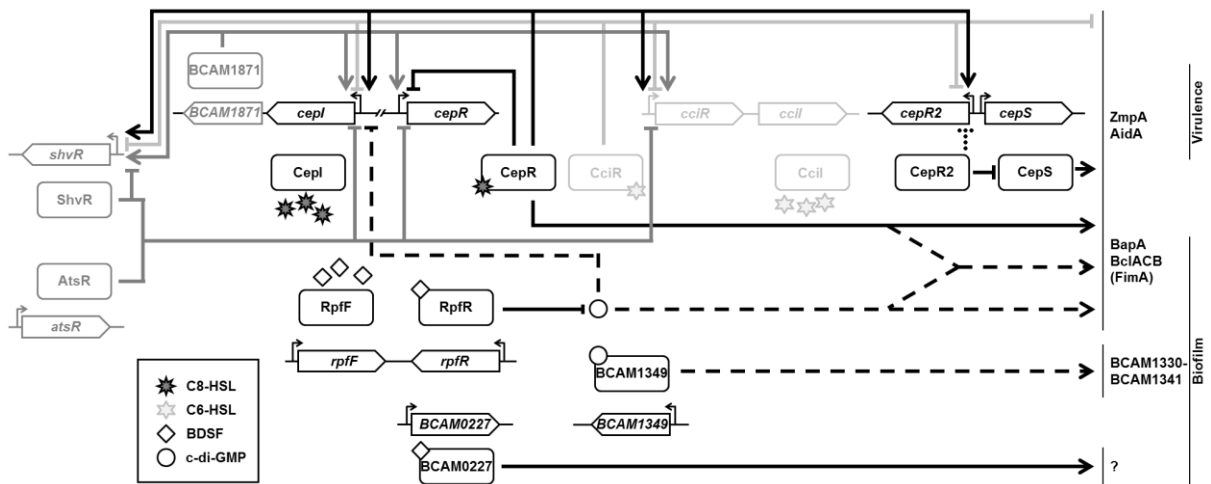 BCAM1871
BCAM1871
cepI
cepR
cciR
cciI
cepR2
cepS
ZmpA
AidA
Virulence
shvR
CepI
CepR
CciR
CciI
CepR2
CepS
ShvR
AtsR
atsR
BapA
BclACB
(FimA)
RpfF
RpfR
rpfF
rpfR
BCAM1349
BCAM1330-
BCAM1341
Biofilm
C8-HSL
C6-HSL
BDSF
c-di-GMP
BCAM0227
BCAM1349
BCAM0227
?